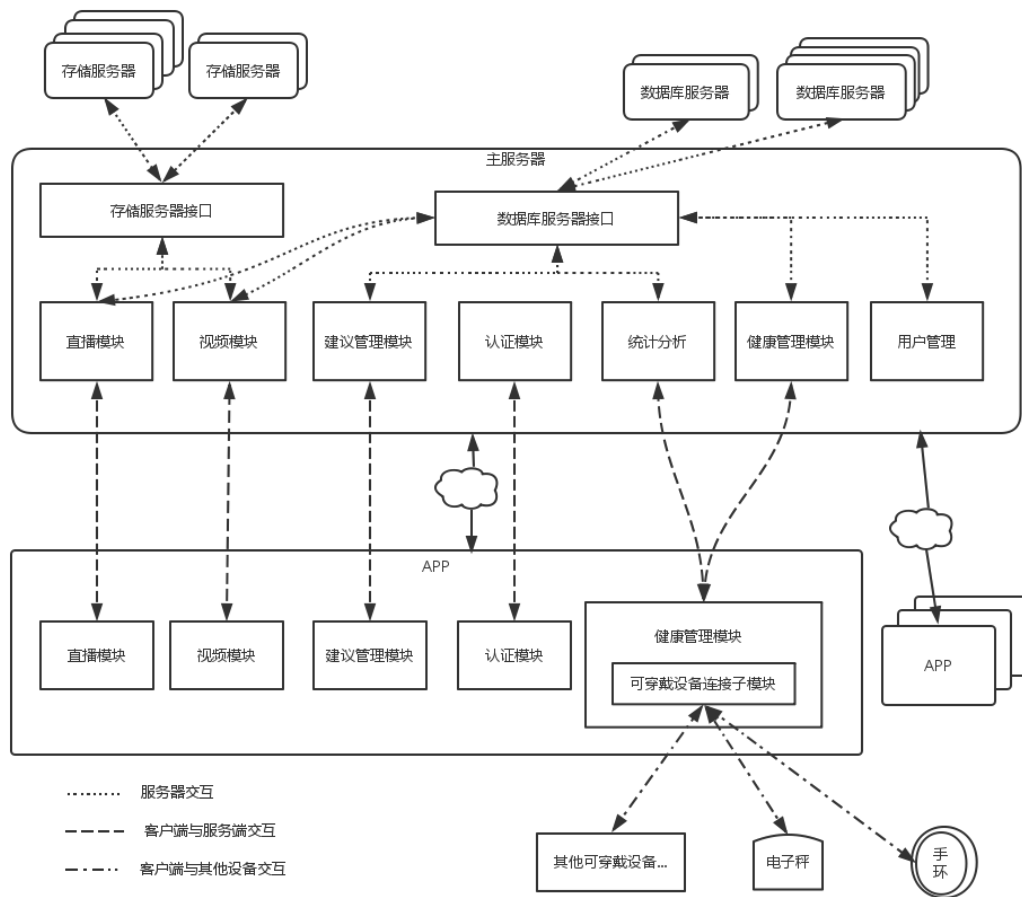 存储服务器
存储服务器
数据库服务器
数据库服务器
主服务器
存储服务器接口
数据库服务器接口
直播模块
视频模块
建议管理模块
认证模块
统计分析
健康管理模块
用户管理
APP
直播模块
视频模块
建议管理模块
认证模块
健康管理模块
可穿戴设备连接子模块
APP
服务器交互
客户端与服务端交互
客户端与其他设备交互
其他可穿戴设备...
电子秤
手
环